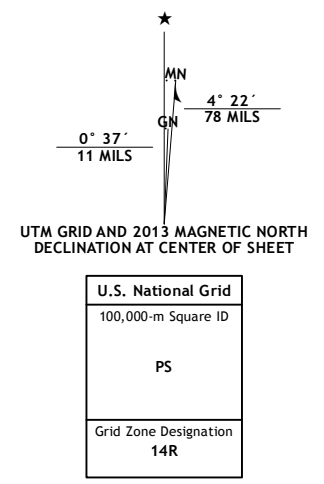 ★
MN
4° 22´
78 MILS
GN
0° 37´
11 MILS
UTM GRID AND 2013 MAGNETIC NORTH
DECLINATION AT CENTER OF SHEET
U.S. National Grid
100,000-m Square ID
PS
Grid Zone Designation
14R